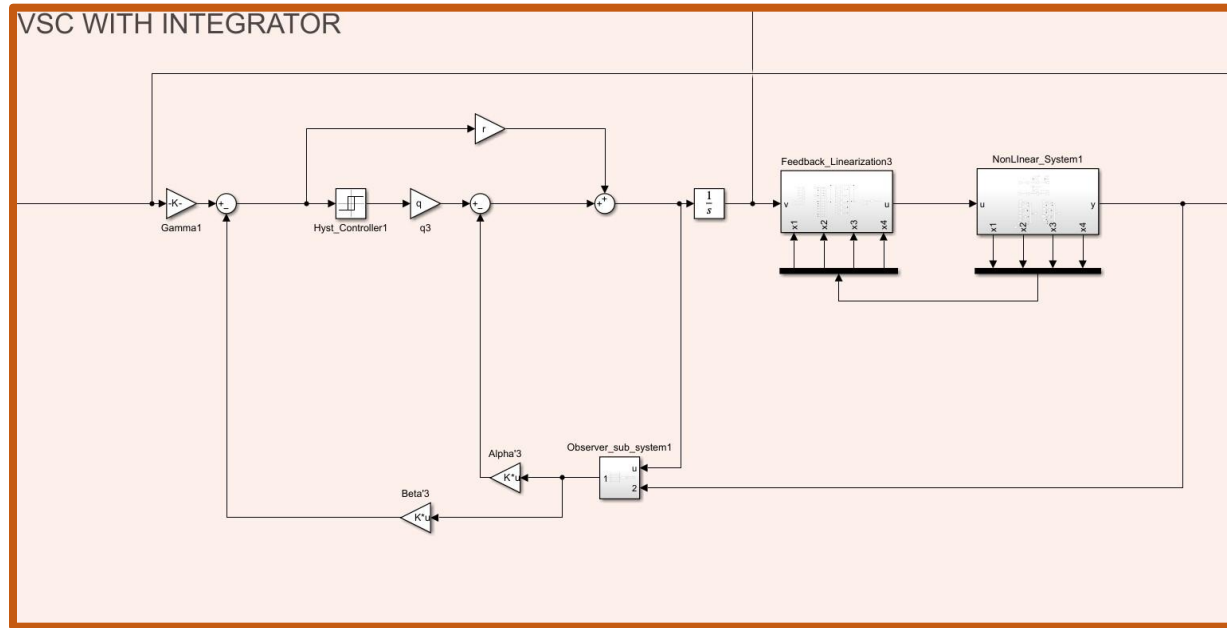 VSC WITH INTEGRATOR
r
Feedback_Linearization3
NonLInear_System1
-K-
Gamma1
+
-
Hyst_Controller1
q
q3
+
-
+
+
1
s
v
u
x1
x2
x3
x4
u
y
x1
x2
x3
x4
Observer_sub_system1
Alpha'3
K*u
1
u
2
Beta'3
K*u